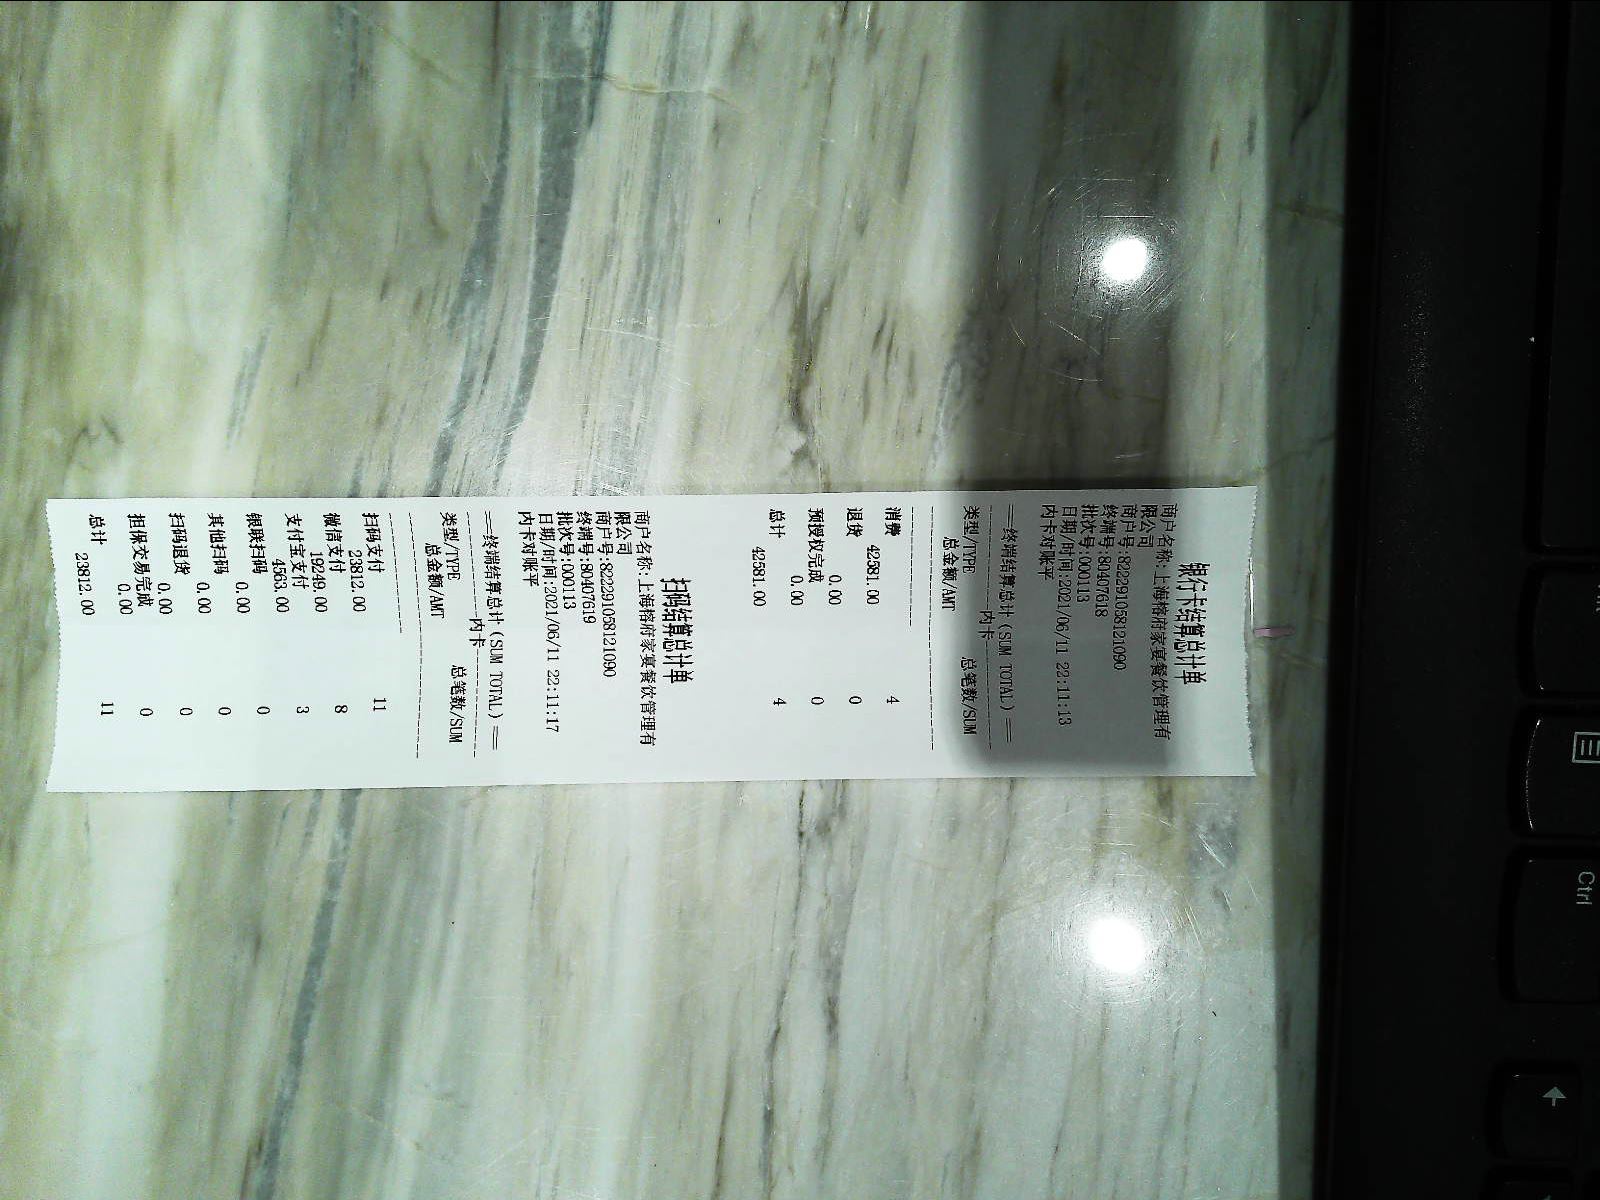 银行卡结算总计单
商户名称:上海榕府家宴餐饮管理有
限公司
商户号:822291058121090
终端号:80407618
批次号:000113
日期/时间:2021/06/11 22:11:13
内卡对账平
==终端结算总计(SUM TOTAL)==
----------内卡----------
类型/TYPE 总笔数/SUM
总金额/AMT
消费 4
42581.00
退货 0
0.00
预授权完成 0
0.00
总计 4
42581.00
扫码结算总计单
商户名称:上海榕府家宴餐饮管理有
限公司
商户号:822291058121090
终端号:80407619
批次号:000113
日期/时间:2021/06/11 22:11:17
内卡对账平
==终端结算总计(SUM TOTAL)==
----------内卡----------
类型/TYPE 总笔数/SUM
总金额/AMT
扫码支付 11
23812.00
微信支付 8
19249.00
支付宝支付 3
4563.00
银联扫码 0
0.00
其他扫码 0
0.00
扫码退货 0
0.00
担保交易完成 0
0.00
总计 11
23812.00
Ctrl